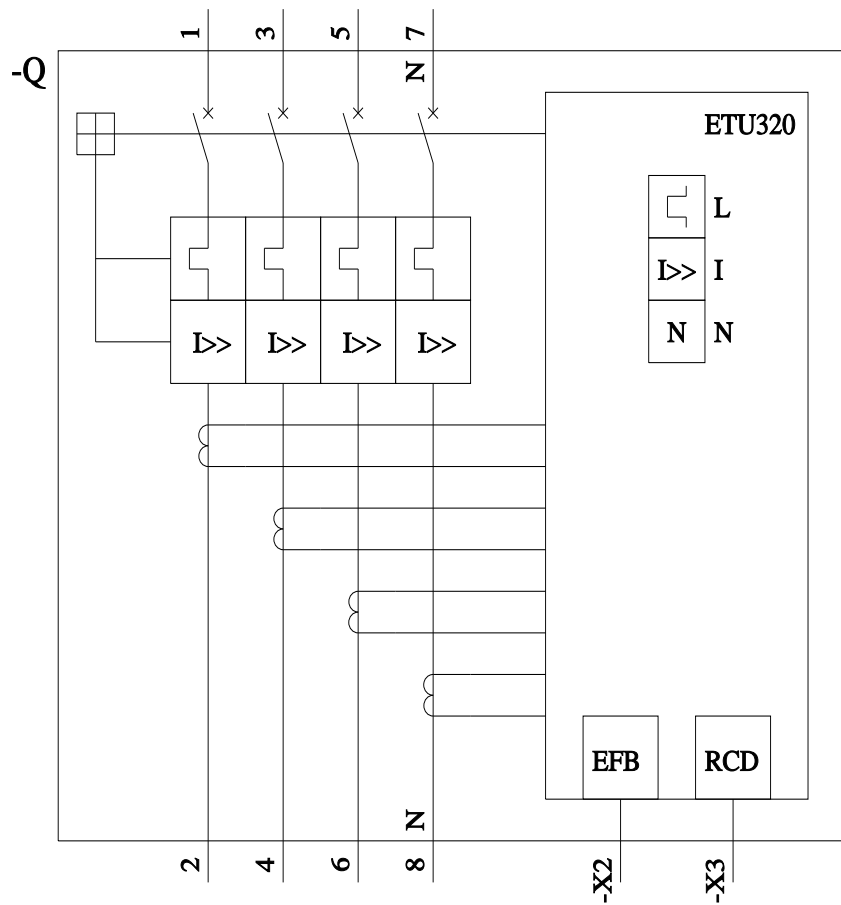 1 3 5 7
-Q
N
ETU320
L
I>> I
N N
I>> I>> I>> I>>
EFB RCD
N
2 4 6 8
-X2 -X3